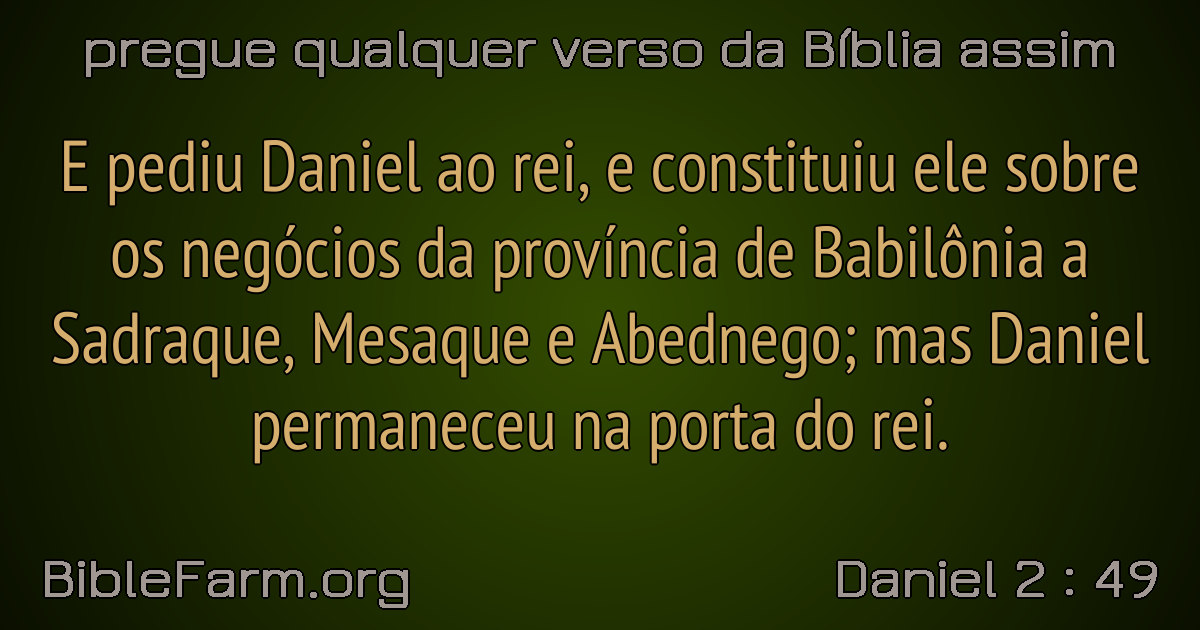 pregue qualquer verso da Bíblia assim
E pediu Daniel ao rei, e constituiu ele sobre
os negócios da província de Babilônia a
Sadraque, Mesaque e Abednego; mas Daniel
permaneceu na porta do rei.
BibleFarm.org
Daniel 2 : 49